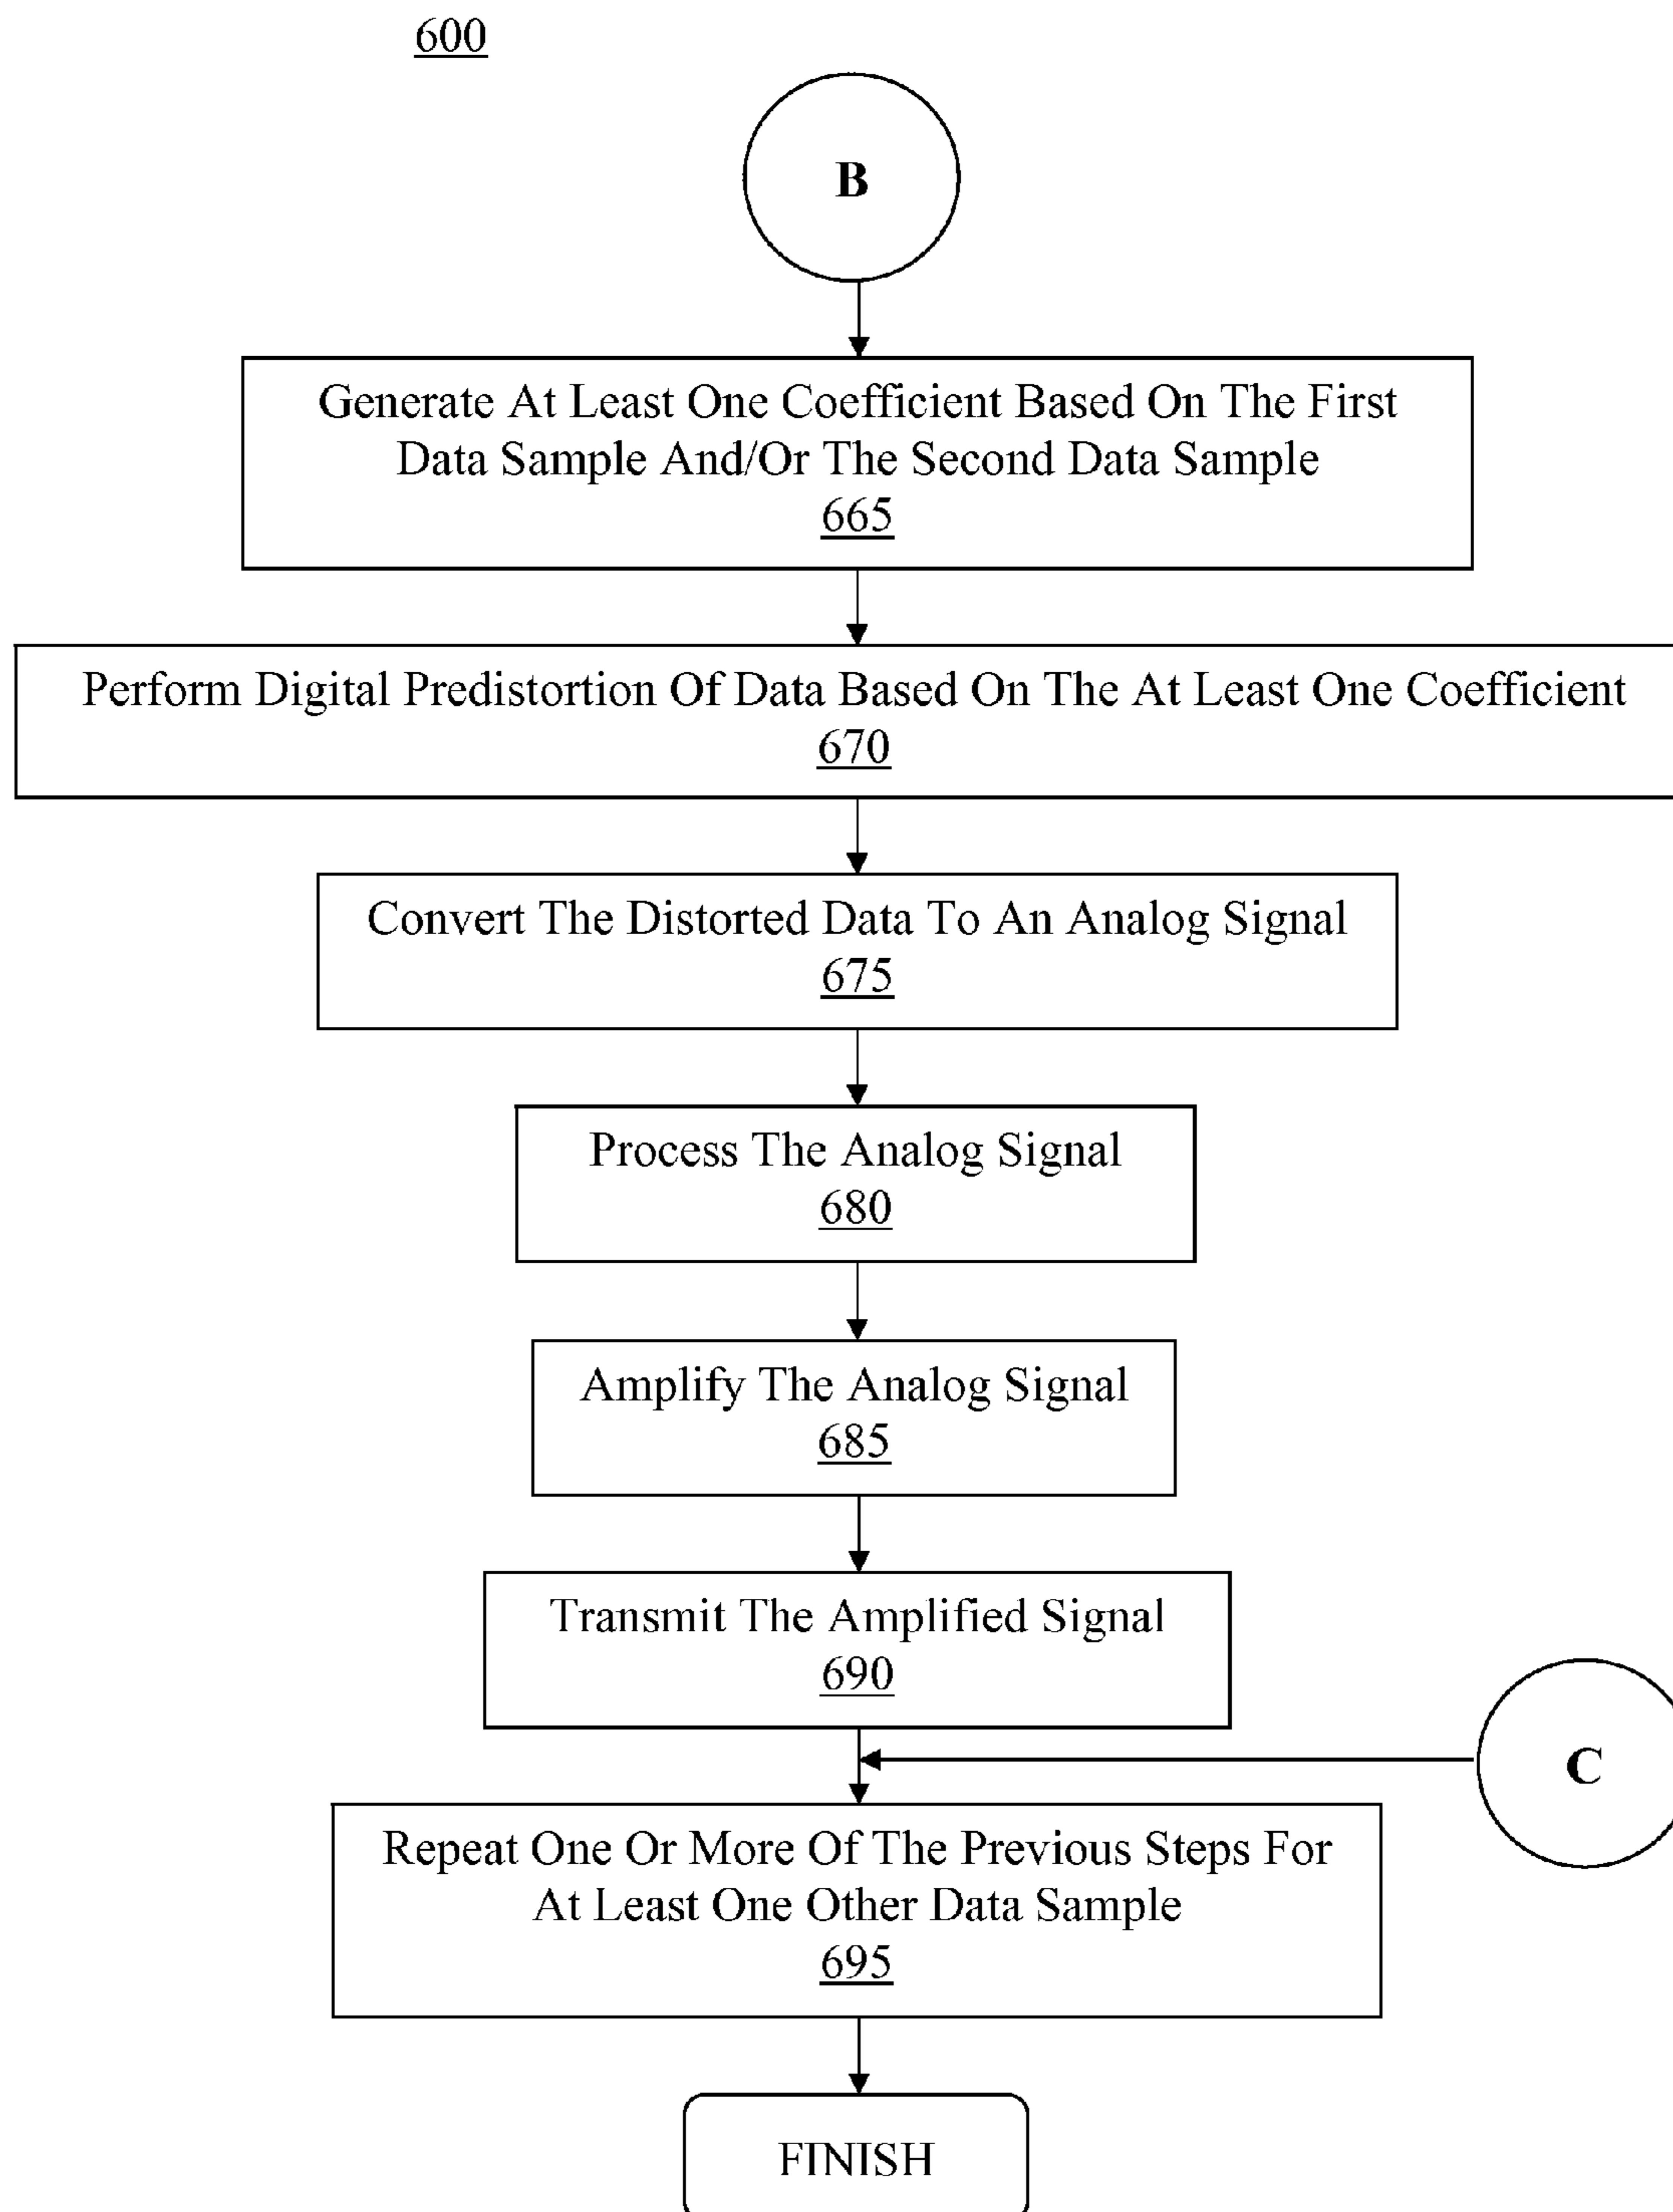 600
B
Generate At Least One Coefficient Based On The First
Data Sample And/Or The Second Data Sample
665
Perform Digital Predistortion Of Data Based On The At Least One Coefficient
670
Convert The Distorted Data To An Analog Signal
675
Process The Analog Signal
680
Amplify The Analog Signal
685
Transmit The Amplified Signal
690
C
Repeat One Or More Of The Previous Steps For
At Least One Other Data Sample
695
FINISH